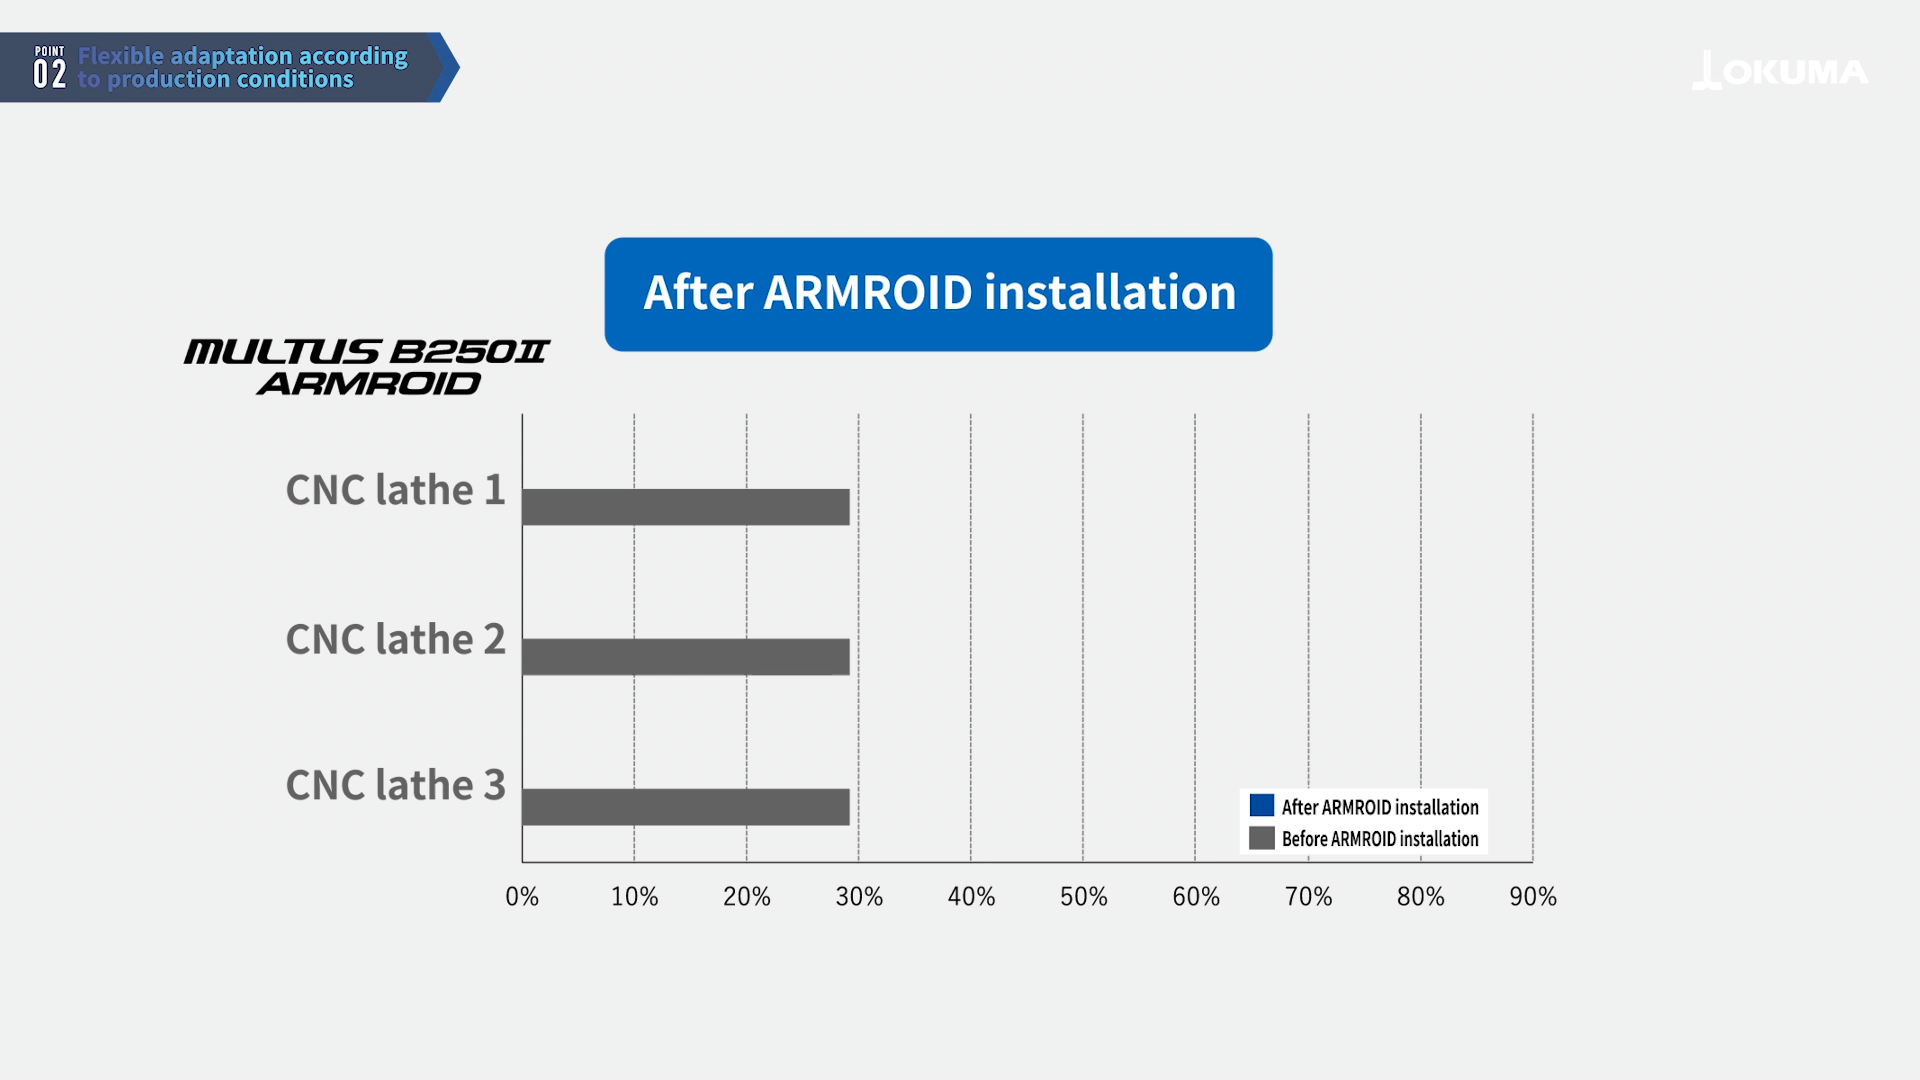 POINT
02
Flexible adaptation according
to production conditions
OKUMA
After ARMROID installation
MULTUS B250II
ARMROID
CNC lathe 1
CNC lathe 2
CNC lathe 3
After ARMROID installation
Before ARMROID installation
0% 10% 20% 30% 40% 50% 60% 70% 80% 90%